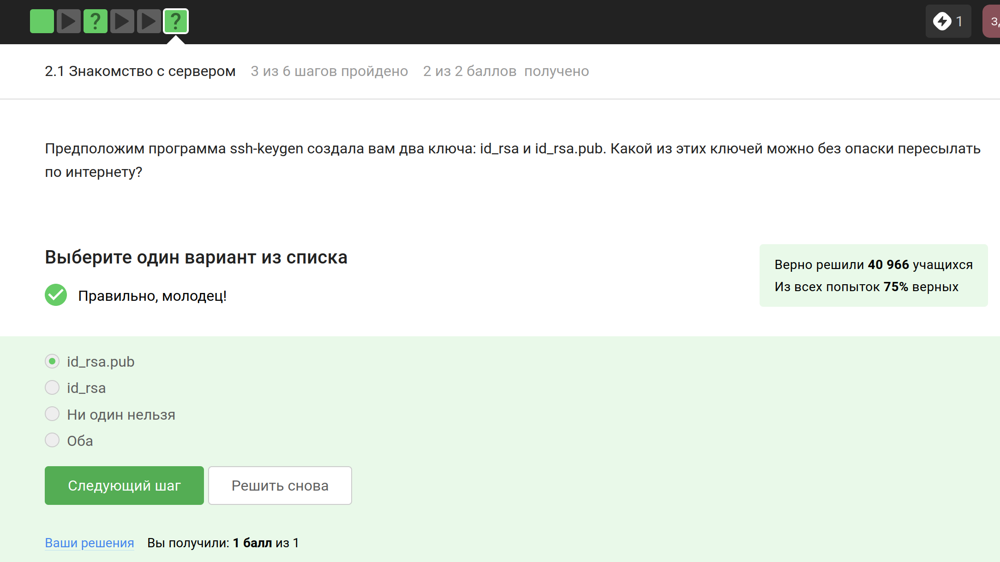 ? ? 1
2.1 Знакомство с сервером 3 из 6 шагов пройдено 2 из 2 баллов получено
Предположим программа ssh-keygen создала вам два ключа: id_rsa и id_rsa.pub. Какой из этих ключей можно без опаски пересылать
по интернету?
Выберите один вариант из списка
Правильно, молодец!
Верно решили 40 966 учащихся
Из всех попыток 75% верных
id_rsa.pub
id_rsa
Ни один нельзя
Оба
Следующий шаг Решить снова
Ваши решения Вы получили: 1 балл из 1